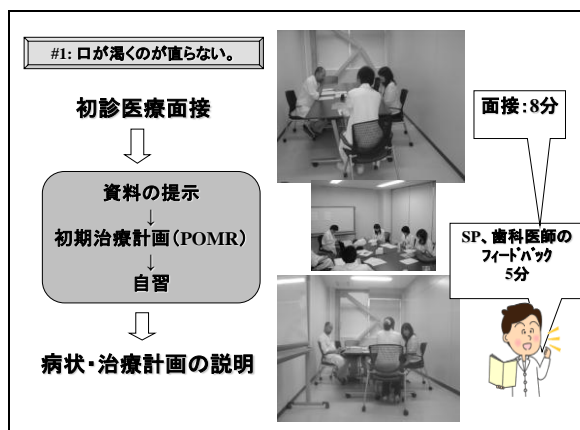 #1: 口が渇くのが直らない。
初診医療面接
資料の提示
↓
初期治療計画(POMR)
↓
自習
病状・治療計画の説明
面接:8分
SP、歯科医師の
フィードバック
5分